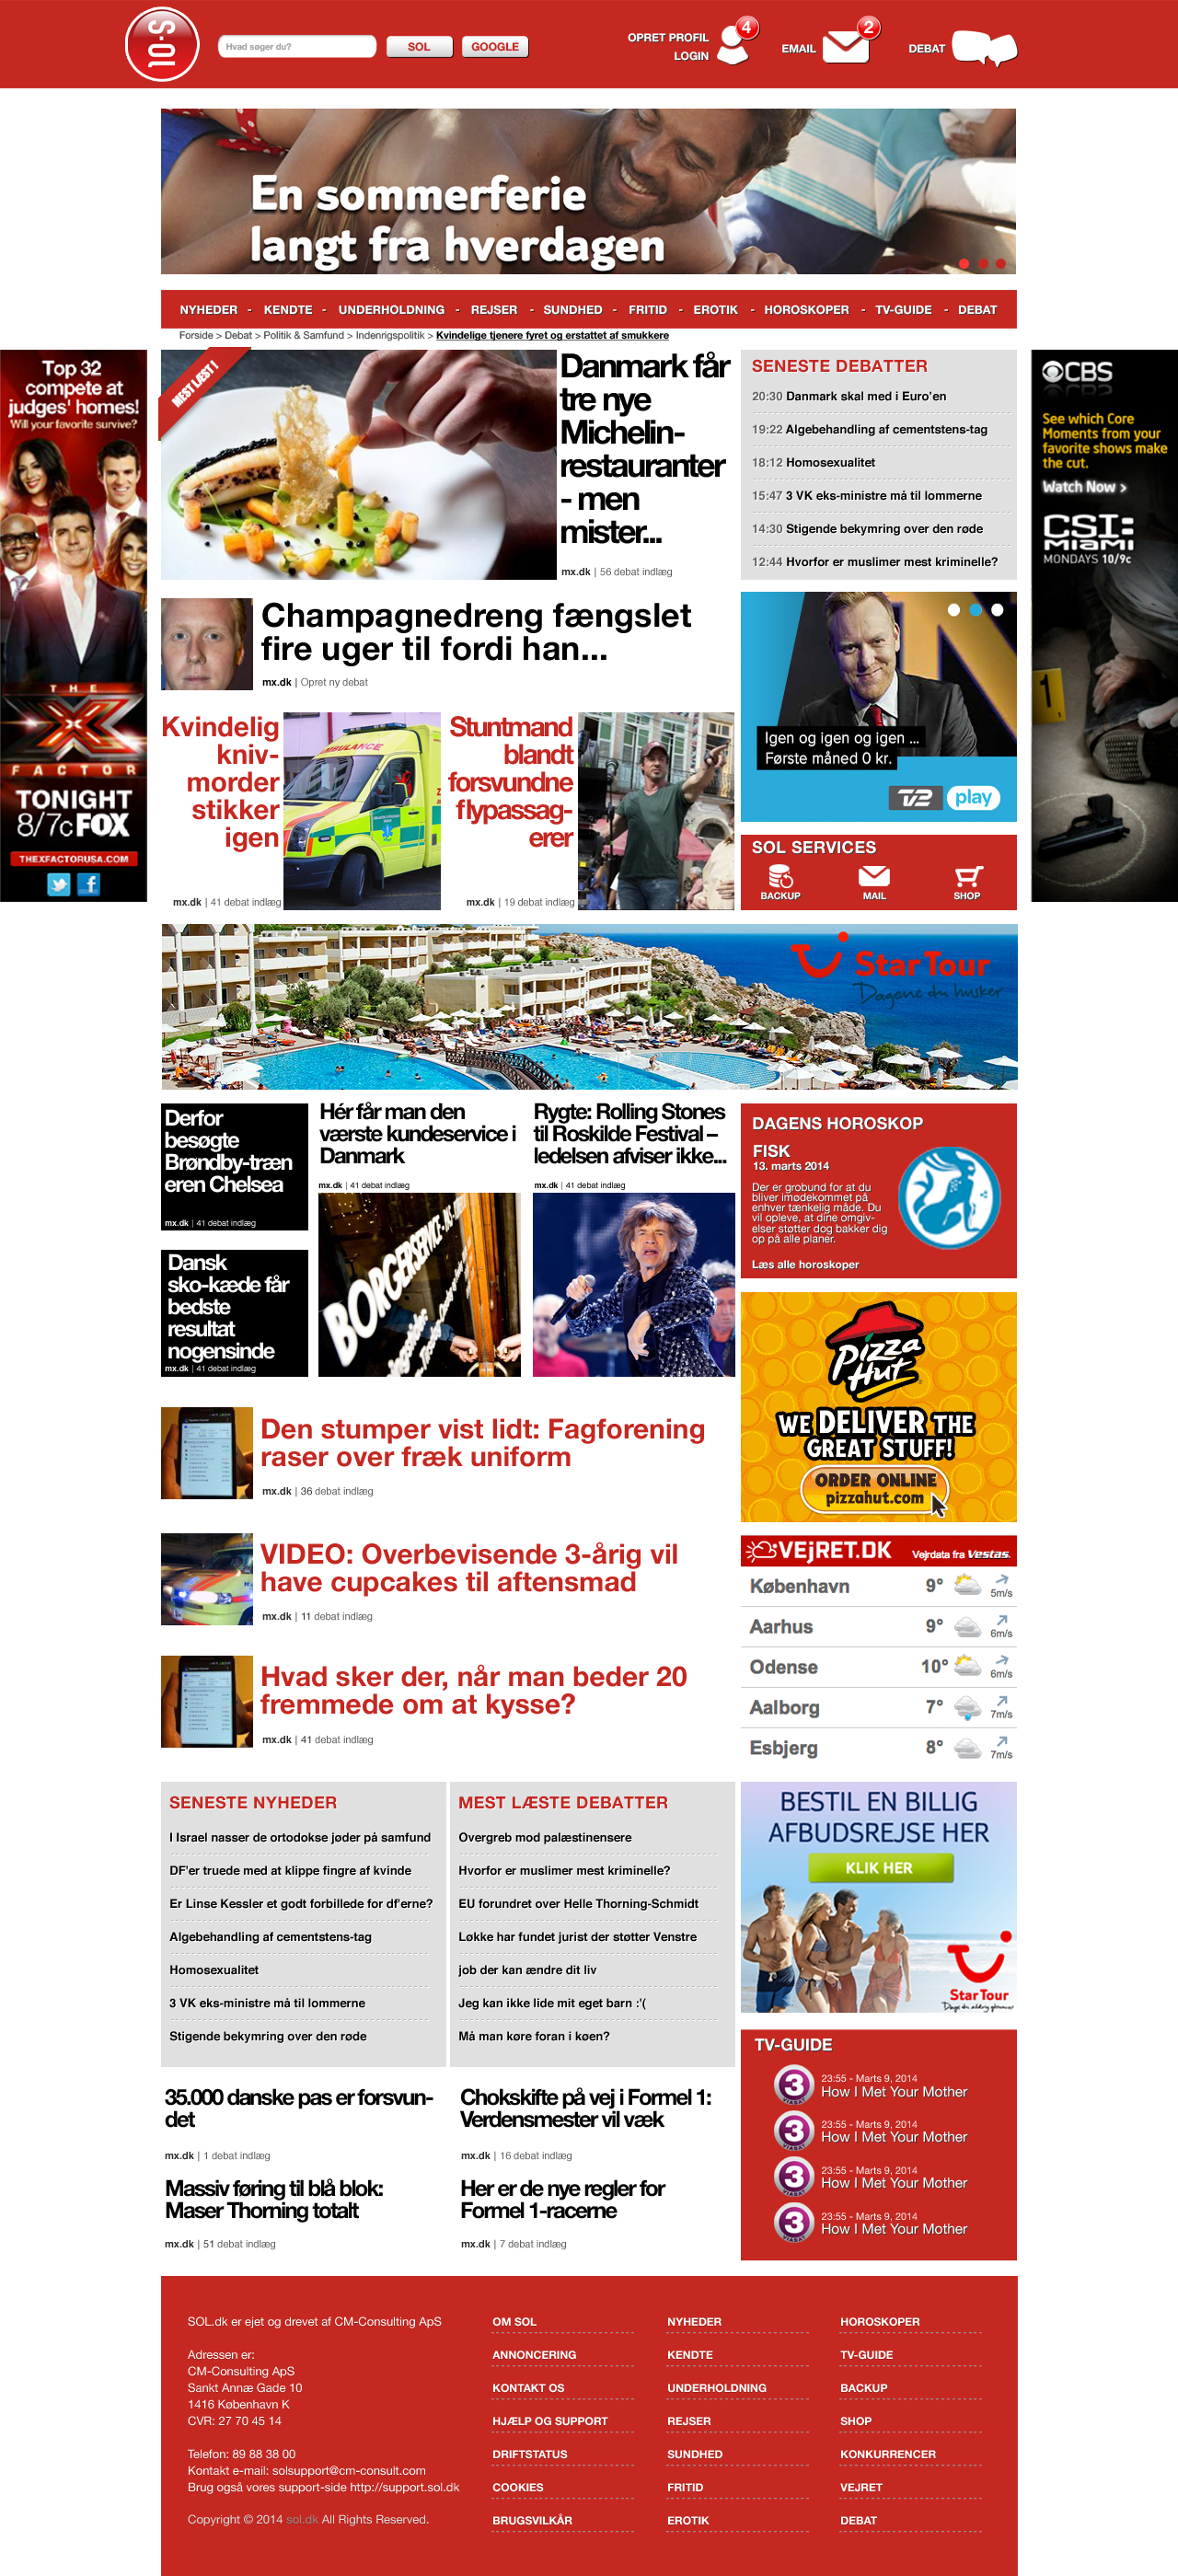 SOL
Hvad søger du?
SOL
GOOGLE
OPRET PROFIL
LOGIN
4
EMAIL
2
DEBAT
En sommerferie
langt fra hverdagen
NYHEDER - KENDTE - UNDERHOLDNING - REJSER - SUNDHED - FRITID - EROTIK - HOROSKOPER - TV-GUIDE - DEBAT
Forside > Debat > Politik & Samfund > Indenrigspolitik > Kvindelige tjenere fyret og erstattet af smukkere
Top 32
compete at
judges' homes!
Will your favorite survive?
THE
X
FACTOR
TONIGHT
8/7c FOX
THEXFACTORUSA.COM
MEST LÆST !
Danmark får
tre nye
Michelin-
restauranter
- men
mister...
mx.dk | 56 debat indlæg
SENESTE DEBATTER
20:30 Danmark skal med i Euro'en
19:22 Algebehandling af cementstens-tag
18:12 Homosexualitet
15:47 3 VK eks-ministre må til lommerne
14:30 Stigende bekymring over den røde
12:44 Hvorfor er muslimer mest kriminelle?
CBS
See which Core
Moments from your
favorite shows make
the cut.
Watch Now >
CSI:
MIAMI
MONDAYS 10/9c
1
Champagnedreng fængslet
fire uger til fordi han...
mx.dk | Opret ny debat
Igen og igen og igen ...
Første måned 0 kr.
TV2 play
Kvindelig
kniv-
morder
stikker
igen
mx.dk | 41 debat indlæg
AMBULANCE
Stuntmand
blandt
forsvundne
flypassag-
erer
mx.dk | 19 debat indlæg
SOL SERVICES
BACKUP
MAIL
SHOP
Star Tour
Dagene du husker
Derfor
besøgte
Brøndby-træn
eren Chelsea
mx.dk | 41 debat indlæg
Dansk
sko-kæde får
bedste
resultat
nogensinde
mx.dk | 41 debat indlæg
Hér får man den
værste kundeservice i
Danmark
mx.dk | 41 debat indlæg
BORGERSERVICE
Rygte: Rolling Stones
til Roskilde Festival –
ledelsen afviser ikke...
mx.dk | 41 debat indlæg
DAGENS HOROSKOP
FISK
13. marts 2014
Der er grobund for at du
bliver imødekommet på
enhver tænkelig måde. Du
vil opleve, at dine omgiv-
elser støtter dog bakker dig
op på alle planer.
Læs alle horoskoper
Pizza
Hut
WE DELIVER THE
GREAT STUFF!
ORDER ONLINE
pizzahut.com
Den stumper vist lidt: Fagforening
raser over fræk uniform
mx.dk | 36 debat indlæg
VIDEO: Overbevisende 3-årig vil
have cupcakes til aftensmad
mx.dk | 11 debat indlæg
Hvad sker der, når man beder 20
fremmede om at kysse?
mx.dk | 41 debat indlæg
VEJRET.DK
Vejrdata fra Vestas.
København 9° 5m/s
Aarhus 9° 6m/s
Odense 10° 6m/s
Aalborg 7° 7m/s
Esbjerg 8° 7m/s
SENESTE NYHEDER
I Israel nasser de ortodokse jøder på samfund
DF'er truede med at klippe fingre af kvinde
Er Linse Kessler et godt forbillede for df'erne?
Algebehandling af cementstens-tag
Homosexualitet
3 VK eks-ministre må til lommerne
Stigende bekymring over den røde
MEST LÆSTE DEBATTER
Overgreb mod palæstinensere
Hvorfor er muslimer mest kriminelle?
EU forundret over Helle Thorning-Schmidt
Løkke har fundet jurist der støtter Venstre
job der kan ændre dit liv
Jeg kan ikke lide mit eget barn :'(
Må man køre foran i køen?
BESTIL EN BILLIG
AFBUDSREJSE HER
KLIK HER
Star Tour
35.000 danske pas er forsvun-
det
mx.dk | 1 debat indlæg
Chokskifte på vej i Formel 1:
Verdensmester vil væk
mx.dk | 16 debat indlæg
Massiv føring til blå blok:
Maser Thorning totalt
mx.dk | 51 debat indlæg
Her er de nye regler for
Formel 1-racerne
mx.dk | 7 debat indlæg
TV-GUIDE
3 VIASAT
23:55 - Marts 9, 2014
How I Met Your Mother
3 VIASAT
23:55 - Marts 9, 2014
How I Met Your Mother
3 VIASAT
23:55 - Marts 9, 2014
How I Met Your Mother
3 VIASAT
23:55 - Marts 9, 2014
How I Met Your Mother
SOL.dk er ejet og drevet af CM-Consulting ApS
Adressen er:
CM-Consulting ApS
Sankt Annæ Gade 10
1416 København K
CVR: 27 70 45 14
Telefon: 89 88 38 00
Kontakt e-mail: solsupport@cm-consult.com
Brug også vores support-side http://support.sol.dk
Copyright © 2014 sol.dk All Rights Reserved.
OM SOL
ANNONCERING
KONTAKT OS
HJÆLP OG SUPPORT
DRIFTSTATUS
COOKIES
BRUGSVILKÅR
NYHEDER
KENDTE
UNDERHOLDNING
REJSER
SUNDHED
FRITID
EROTIK
HOROSKOPER
TV-GUIDE
BACKUP
SHOP
KONKURRENCER
VEJRET
DEBAT